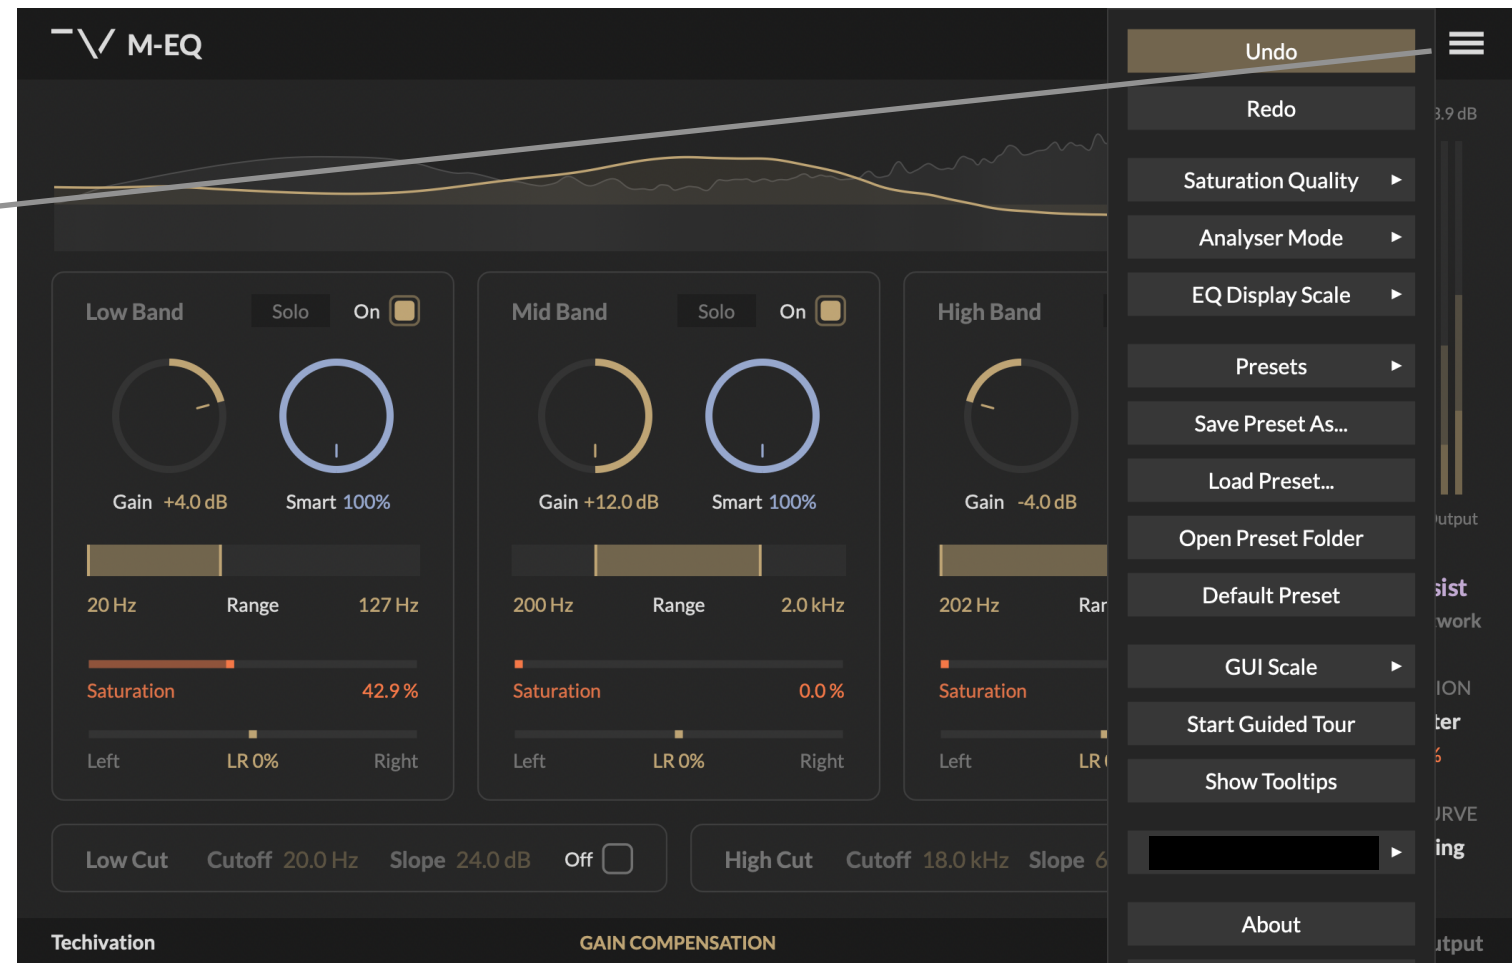 M-EQ
Undo
Redo
Saturation Quality
Analyser Mode
EQ Display Scale
Presets
Save Preset As...
Load Preset...
Open Preset Folder
Default Preset
GUI Scale
Start Guided Tour
Show Tooltips
About
Low Band Solo On
Gain +4.0 dB Smart 100%
20 Hz Range 127 Hz
Saturation 42.9 %
Left LR 0% Right
Mid Band Solo On
Gain +12.0 dB Smart 100%
200 Hz Range 2.0 kHz
Saturation 0.0 %
Left LR 0% Right
High Band
Gain -4.0 dB
202 Hz
Saturation
Left LR
Low Cut Cutoff 20.0 Hz Slope 24.0 dB Off
High Cut Cutoff 18.0 kHz Slope 6
Techivation GAIN COMPENSATION